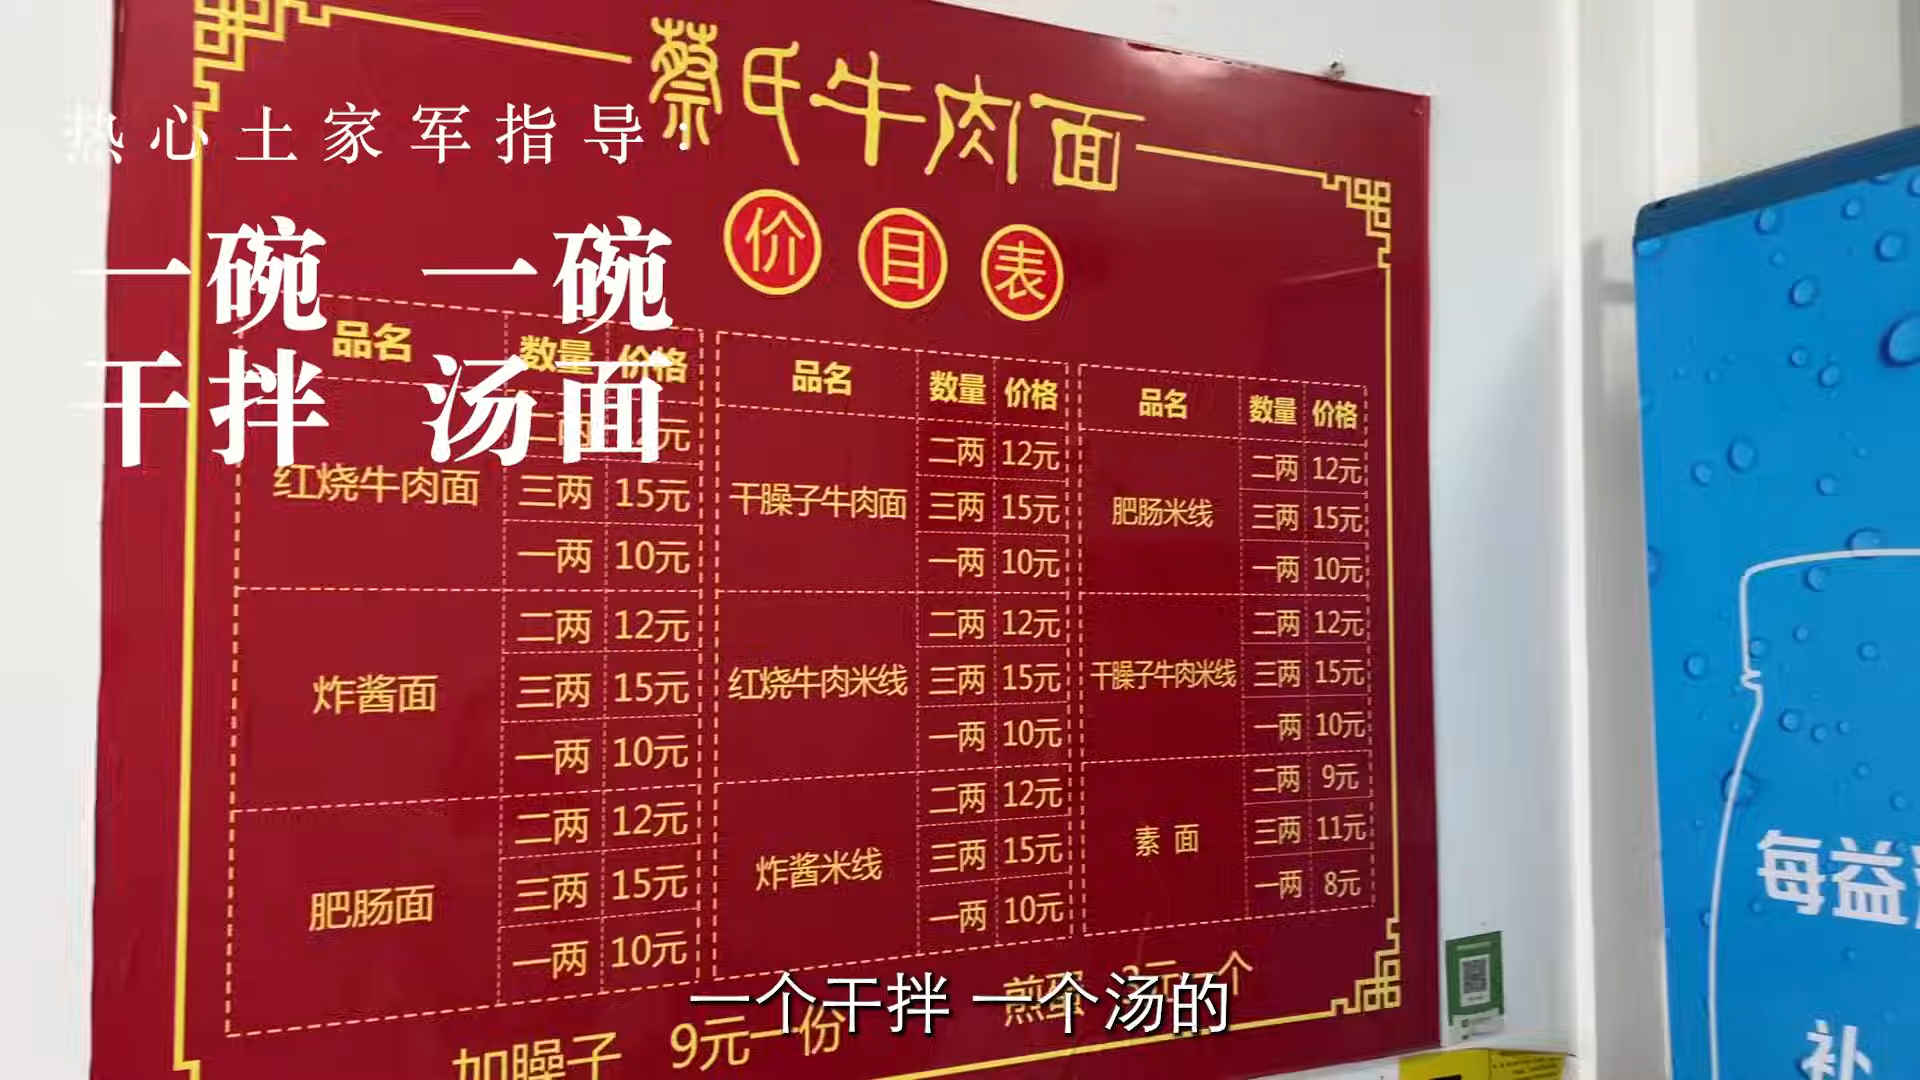 蔡氏牛肉面
热心土家军指导：
价目表
一碗 一碗
干拌 汤面
品名 数量 价格
红烧牛肉面
二两 12元
三两 15元
一两 10元
炸酱面
二两 12元
三两 15元
一两 10元
肥肠面
二两 12元
三两 15元
一两 10元
品名 数量 价格
干臊子牛肉面
二两 12元
三两 15元
一两 10元
红烧牛肉米线
二两 12元
三两 15元
一两 10元
炸酱米线
二两 12元
三两 15元
一两 10元
品名 数量 价格
肥肠米线
二两 12元
三两 15元
一两 10元
干臊子牛肉米线
二两 12元
三两 15元
一两 10元
素面
二两 9元
三两 11元
一两 8元
加臊子 9元一份
煎蛋 元一个
一个干拌 一个汤的
每益
补